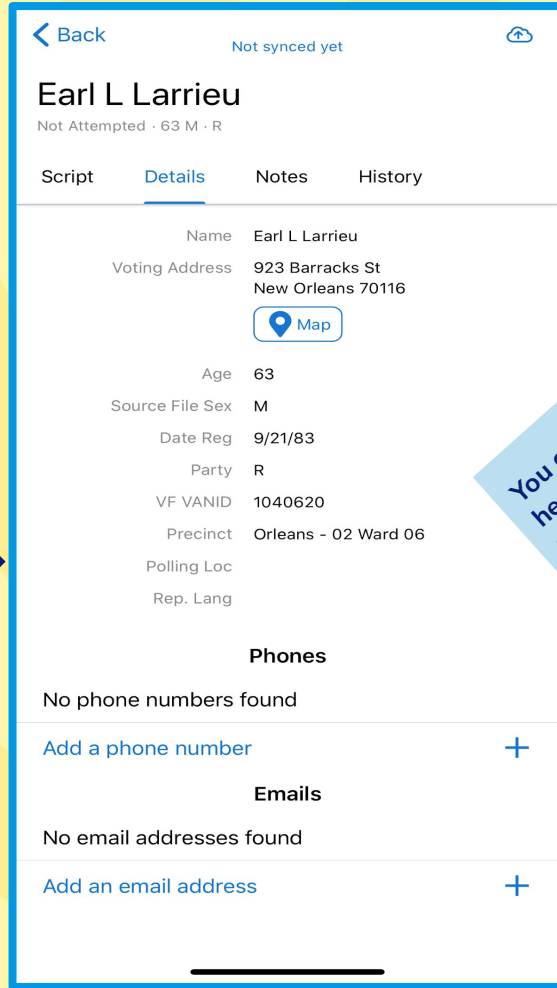 Back
Not synced yet
Earl L Larrieu
Not Attempted · 63 M · R
Script Details Notes History
Name Earl L Larrieu
Voting Address 923 Barracks St
New Orleans 70116
Map
Age 63
Source File Sex M
Date Reg 9/21/83
Party R
VF VANID 1040620
Precinct Orleans - 02 Ward 06
Polling Loc
Rep. Lang
You
Phones
No phone numbers found
Add a phone number +
Emails
No email addresses found
Add an email address +